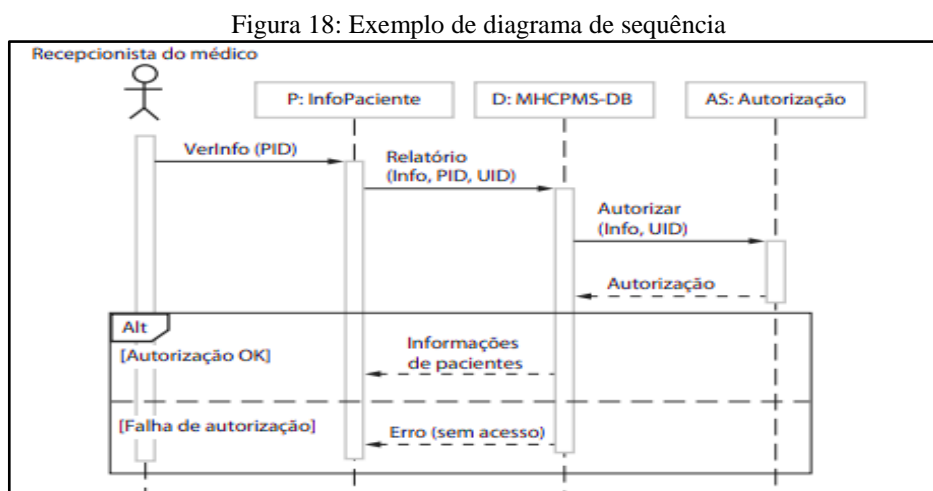 Figura 18: Exemplo de diagrama de sequência
Recepcionista do médico
P: InfoPaciente
D: MHCPMS-DB
AS: Autorização
VerInfo (PID)
Relatório
(Info, PID, UID)
Autorizar
(Info, UID)
Autorização
Alt
[Autorização OK]
Informações
de pacientes
[Falha de autorização]
Erro (sem acesso)